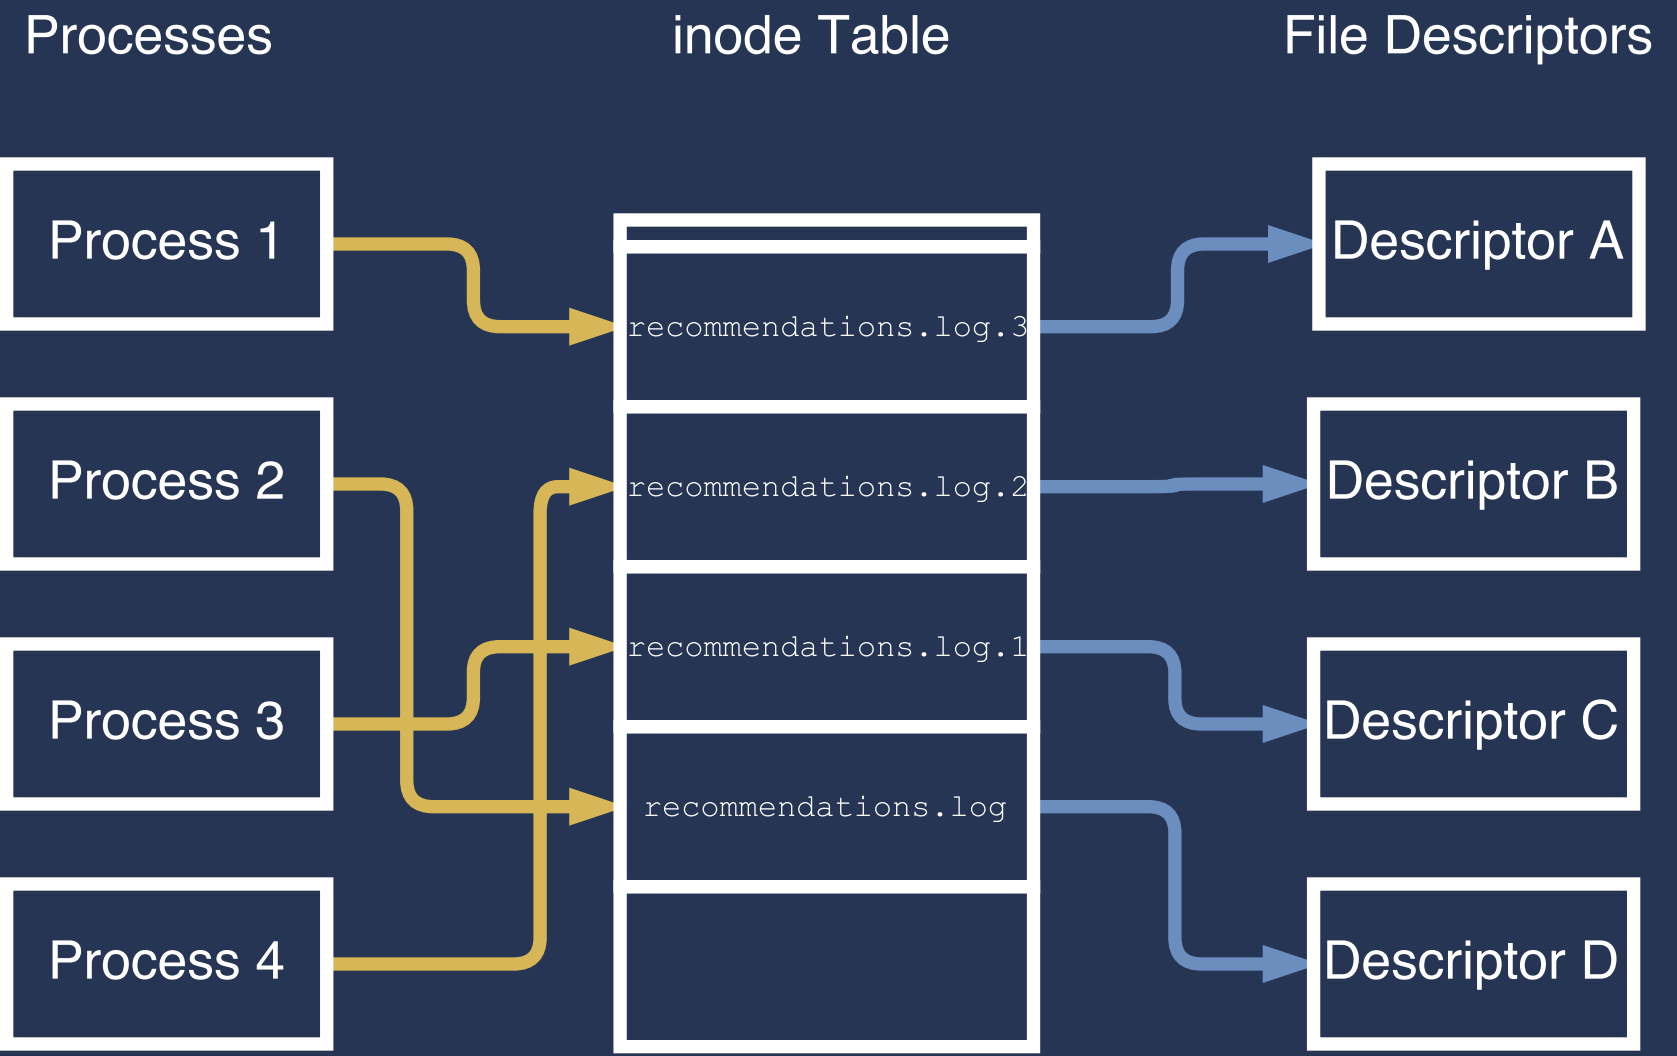 Processes
inode Table
File Descriptors
Process 1
Process 2
Process 3
Process 4
recommendations.log.3
recommendations.log.2
recommendations.log.1
recommendations.log
Descriptor A
Descriptor B
Descriptor C
Descriptor D